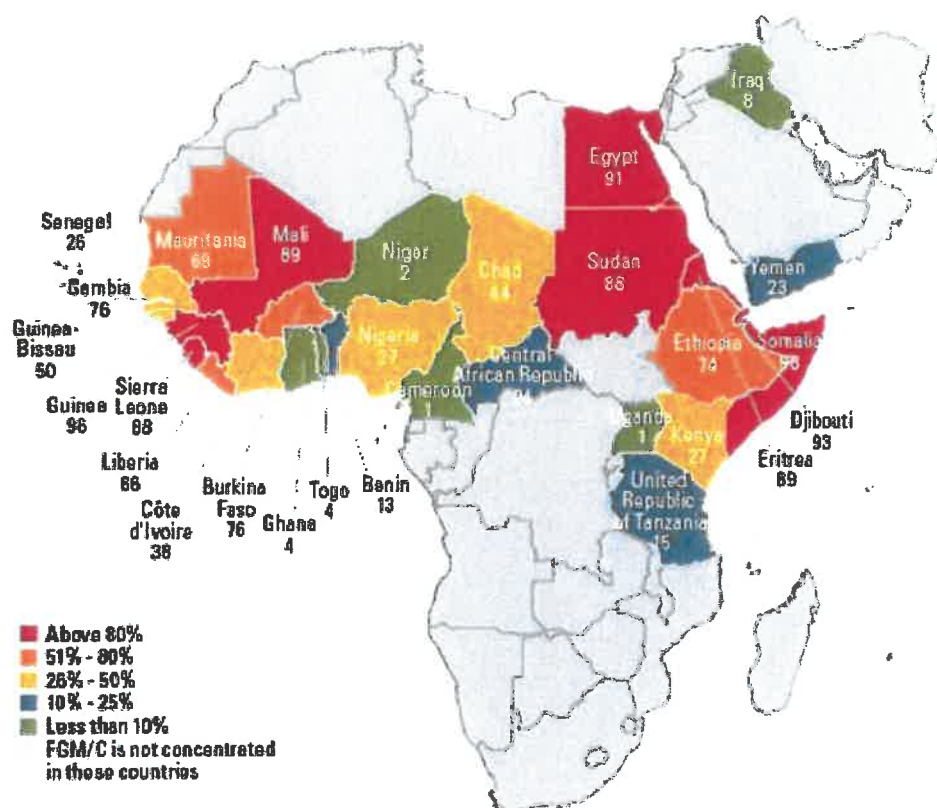 Iraq
8
Egypt
91
Senegal
26
Mauritania
69
Mali
89
Niger
2
Chad
44
Sudan
88
Yemen
23
Gambia
76
Nigeria
27
Ethiopia
74
Somalia
98
Guinea-
Bissau
50
Central
African Republic
Cameroon
1
Uganda
1
Kenya
27
Guinea
96
Sierra
Leone
88
Djibouti
93
Eritrea
89
Liberia
66
Burkina
Faso
76
Togo
4
Benin
13
United
Republic
of Tanzania
15
Côte
d'Ivoire
38
Ghana
4
Above 80%
51% - 80%
26% - 50%
10% - 25%
Less than 10%
FGM/C is not concentrated
in these countries